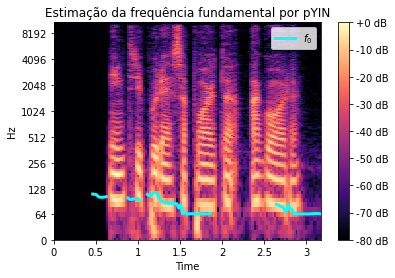 Estimação da frequência fundamental por pYIN
8192
4096
2048
1024
512
256
128
64
0
Hz
0
0.5
1
1.5
2
2.5
3
Time
f0
+0 dB
-10 dB
-20 dB
-30 dB
-40 dB
-50 dB
-60 dB
-70 dB
-80 dB